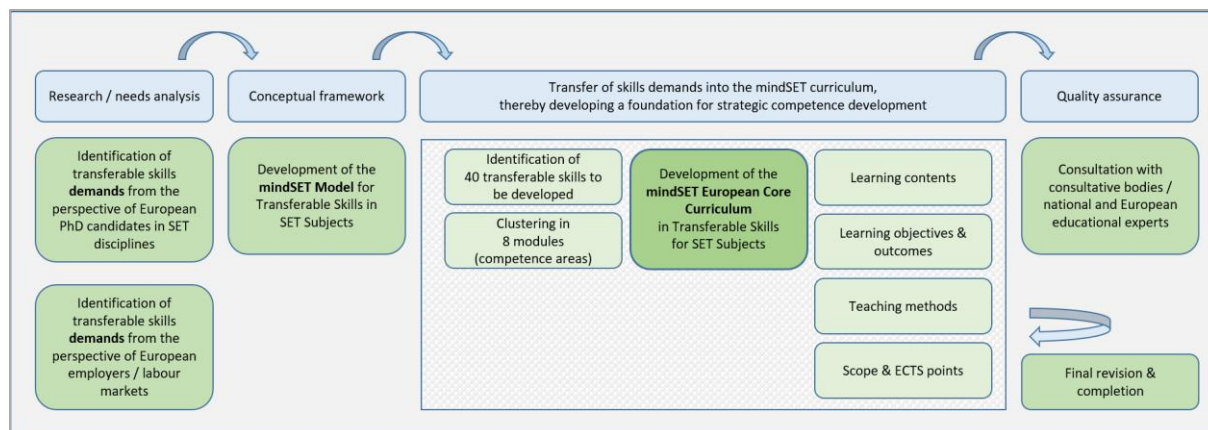 Research / needs analysis
Conceptual framework
Transfer of skills demands into the mindSET curriculum,
thereby developing a foundation for strategic competence development
Quality assurance
Identification of
transferable skills
demands from the
perspective of European
PhD candidates in SET
disciplines
Identification of
transferable skills
demands from the
perspective of European
employers / labour
markets
Development of the
mindSET Model for
Transferable Skills in
SET Subjects
Identification of
40 transferable skills to
be developed
Clustering in
8 modules
(competence areas)
Development of the
mindSET European Core
Curriculum
in Transferable Skills
for SET Subjects
Learning contents
Learning objectives &
outcomes
Teaching methods
Scope & ECTS points
Consultation with
consultative bodies /
national and European
educational experts
Final revision &
completion